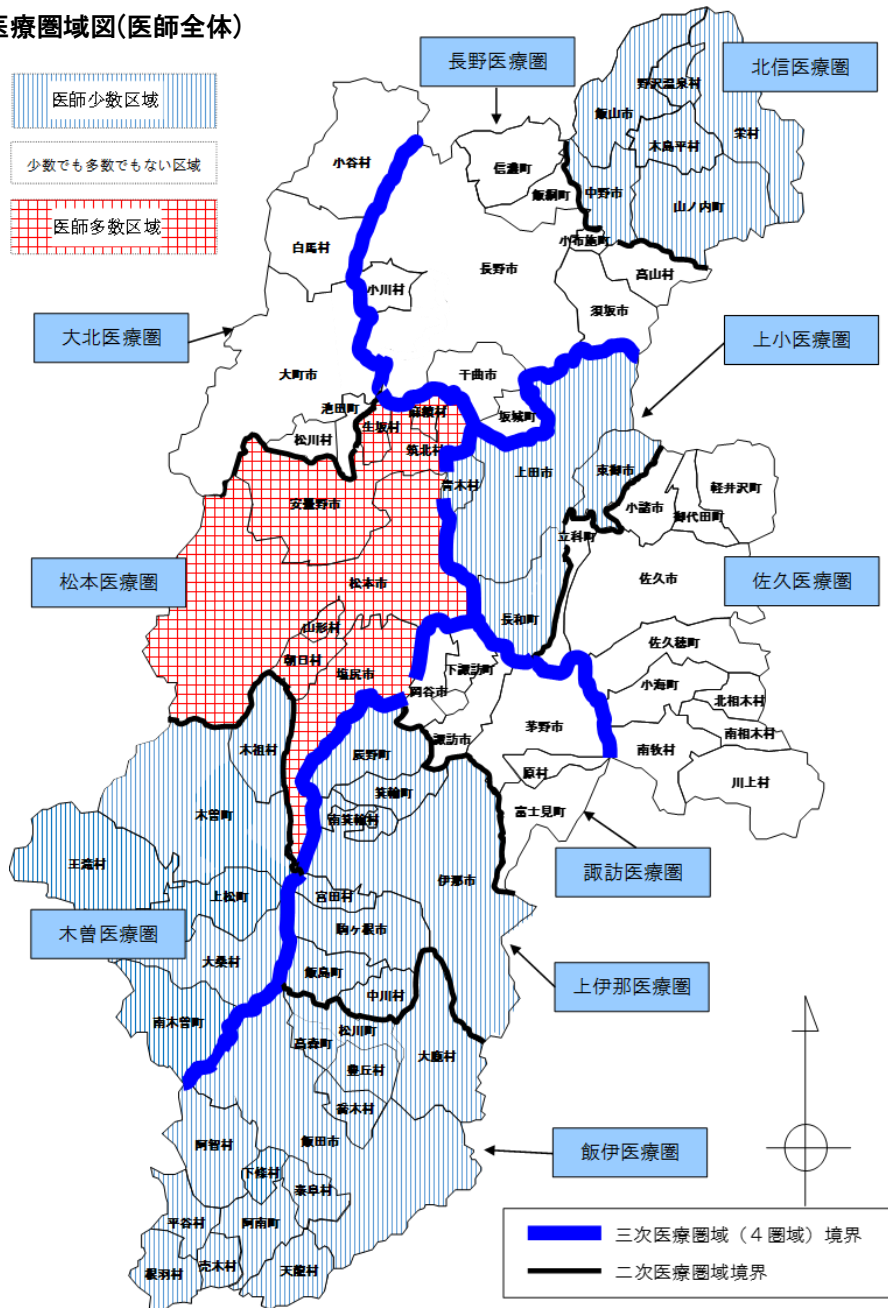 医療圏域図(医師全体)
医師少数区域
少数でも多数でもない区域
医師多数区域
長野医療圏
北信医療圏
野沢温泉村
飯山市
栄村
木島平村
小谷村
信濃町
飯綱町
中野市
山ノ内町
小布施町
白馬村
長野市
高山村
小川村
須坂市
大北医療圏
上小医療圏
大町市
千曲市
池田町
麻績村
坂城町
生坂村
松川村
筑北村
上田市
青木村
東御市
軽井沢町
安曇野市
小諸市
御代田町
立科町
松本医療圏
松本市
佐久市
佐久医療圏
山形村
長和町
朝日村
塩尻市
下諏訪町
佐久穂町
岡谷市
小海町
北相木村
木祖村
諏訪市
茅野市
南相木村
辰野町
南牧村
原村
川上村
箕輪町
木曽町
南箕輪村
富士見町
王滝村
諏訪医療圏
伊那市
上松町
宮田村
木曽医療圏
駒ヶ根市
大桑村
飯島町
上伊那医療圏
中川村
南木曽町
松川町
高森町
大鹿村
豊丘村
喬木村
阿智村
飯田市
飯伊医療圏
下條村
泰阜村
平谷村
阿南町
売木村
根羽村
天龍村
三次医療圏域（４圏域）境界
二次医療圏域境界